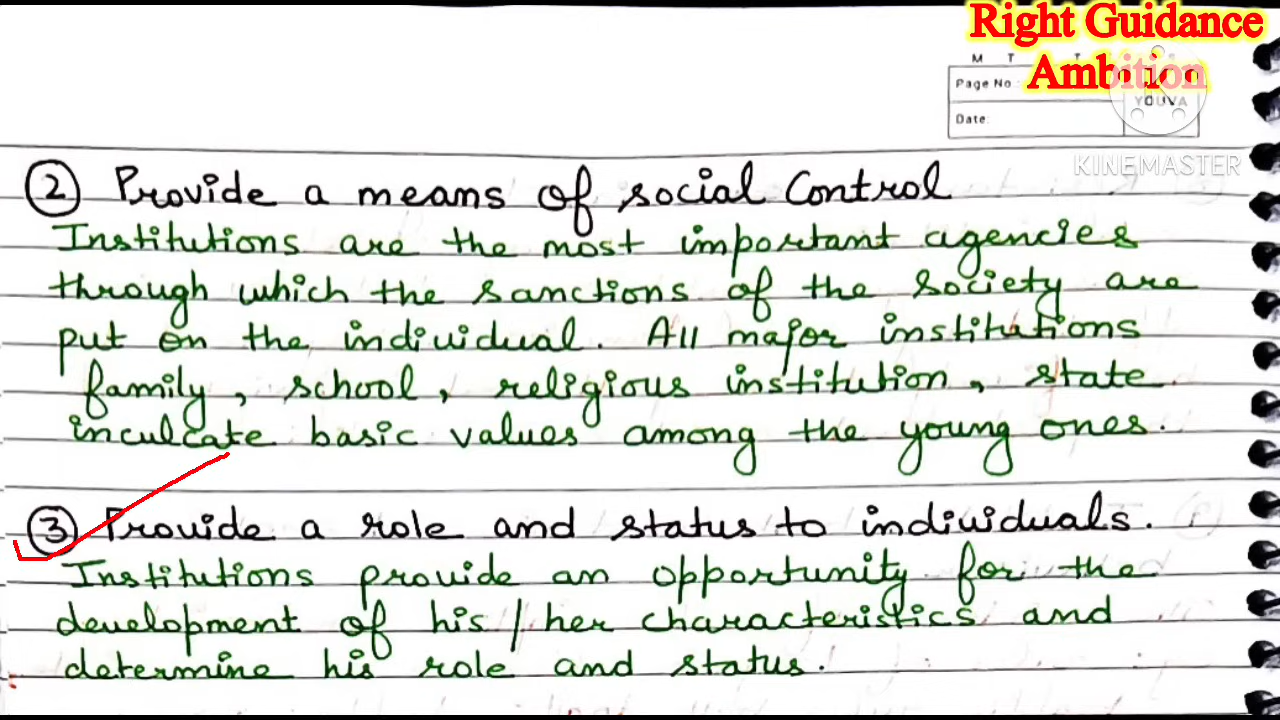 Right Guidance
Ambition
M T T
Page No.:
YOUVA
Date:
KINEMASTER
② Provide a means of social Control
Institutions are the most important agencies
through which the sanctions of the society are
put on the individual. All major institutions
family, school, religious institution, state
inculcate basic values among the young ones.
③ Provide a role and status to individuals.
Institutions provide an opportunity for the
development of his/her characteristics and
determine his role and status.